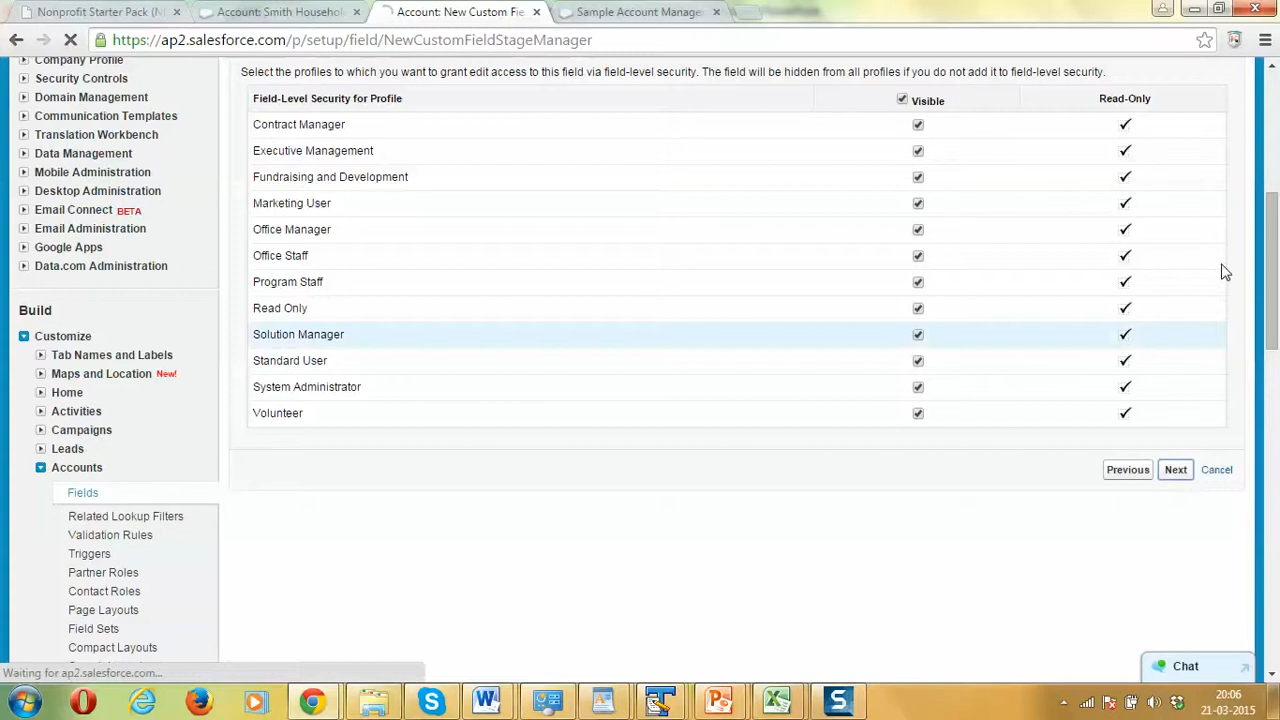 Nonprofit Starter Pack (N
Account: Smith Househol
Account: New Custom Fie
Sample Account Manage
https://ap2.salesforce.com/p/setup/field/NewCustomFieldStageManager
Company Profile
Security Controls
Domain Management
Communication Templates
Translation Workbench
Data Management
Mobile Administration
Desktop Administration
Email Connect BETA
Email Administration
Google Apps
Data.com Administration
Build
Customize
Tab Names and Labels
Maps and Location New!
Home
Activities
Campaigns
Leads
Accounts
Fields
Related Lookup Filters
Validation Rules
Triggers
Partner Roles
Contact Roles
Page Layouts
Field Sets
Compact Layouts
Select the profiles to which you want to grant edit access to this field via field-level security. The field will be hidden from all profiles if you do not add it to field-level security.
Field-Level Security for Profile Visible Read-Only
Contract Manager
Executive Management
Fundraising and Development
Marketing User
Office Manager
Office Staff
Program Staff
Read Only
Solution Manager
Standard User
System Administrator
Volunteer
Previous Next Cancel
Chat
Waiting for ap2.salesforce.com...
20:06
21-03-2015